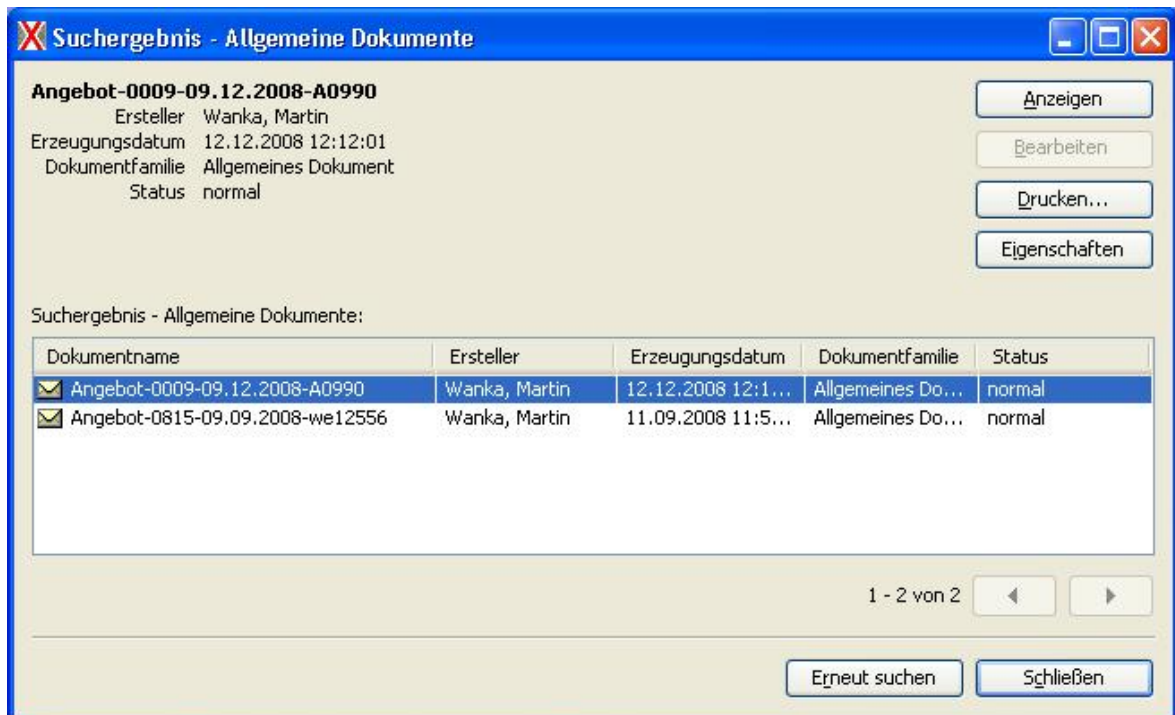 Suchergebnis - Allgemeine Dokumente
Angebot-0009-09.12.2008-A0990
Ersteller Wanka, Martin
Erzeugungsdatum 12.12.2008 12:12:01
Dokumentfamilie Allgemeines Dokument
Status normal
Anzeigen
Bearbeiten
Drucken...
Eigenschaften
Suchergebnis - Allgemeine Dokumente:
Dokumentname Ersteller Erzeugungsdatum Dokumentfamilie Status
Angebot-0009-09.12.2008-A0990 Wanka, Martin 12.12.2008 12:1... Allgemeines Do... normal
Angebot-0815-09.09.2008-we12556 Wanka, Martin 11.09.2008 11:5... Allgemeines Do... normal
1 - 2 von 2
Erneut suchen Schließen